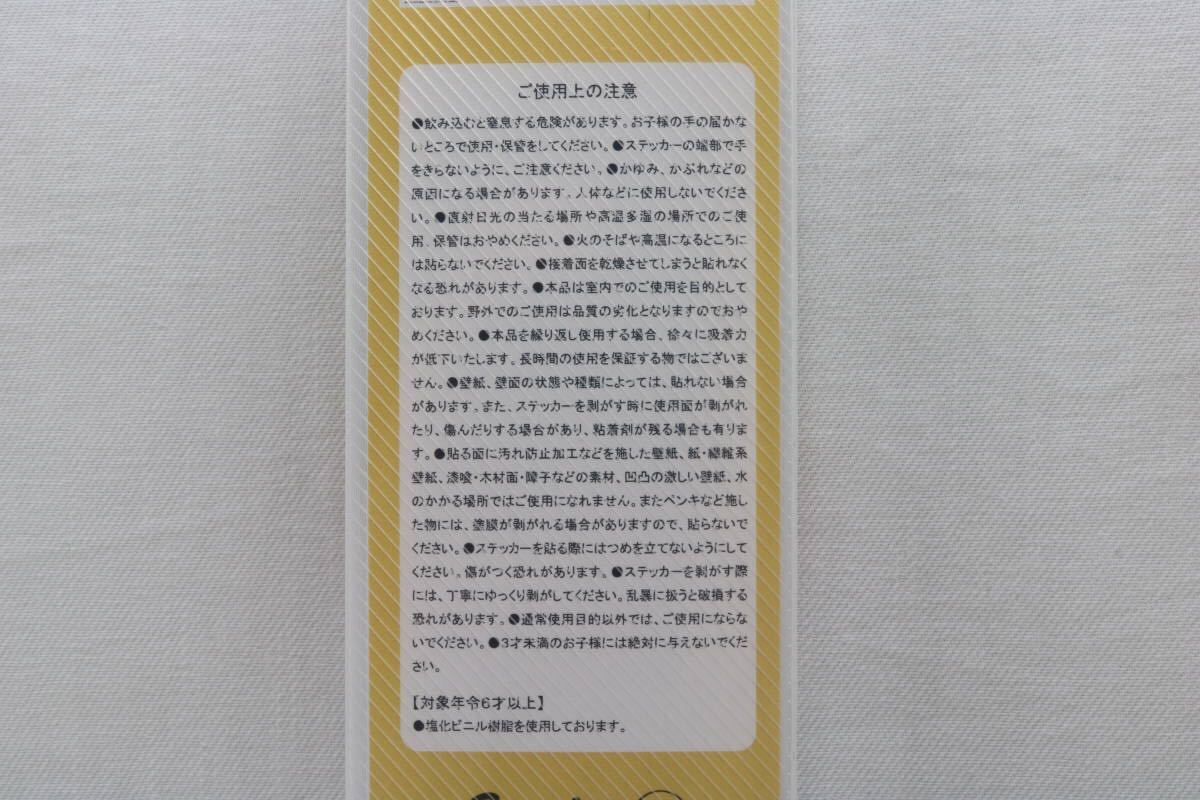 ご使用上の注意
●飲み込むと窒息する危険があります。お子様の手の届かな
いところで使用・保管をしてください。●ステッカーの端部で手
をきらないように、ご注意ください。●かゆみ、かぶれなどの
原因になる場合があります。人体などに使用しないでくださ
い。●直射日光の当たる場所や高温多湿の場所でのご使
用、保管はおやめください。●火のそばや高温になるところに
は貼らないでください。●接着面を乾燥させてしまうと貼れなく
なる恐れがあります。●本品は室内でのご使用を目的として
おります。野外でのご使用は品質の劣化となりますのでおや
めください。●本品を繰り返し使用する場合、徐々に吸着力
が低下いたします。長時間の使用を保証する物ではございま
せん。●壁紙、壁面の状態や種類によっては、貼れない場合
があります。また、ステッカーを剥がす時に使用面が剥がれ
たり、傷んだりする場合があり、粘着剤が残る場合も有りま
す。●貼る面に汚れ防止加工などを施した壁紙、紙・繊維系
壁紙、漆喰・木材面・障子などの素材、凹凸の激しい壁紙、水
のかかる場所ではご使用になれません。またペンキなど施し
た物には、塗膜が剥がれる場合がありますので、貼らないで
ください。●ステッカーを貼る際にはつめを立てないようにして
ください。傷がつく恐れがあります。●ステッカーを剥がす際
には、丁寧にゆっくり剥がしてください。乱暴に扱うと破損する
恐れがあります。●通常使用目的以外では、ご使用にならな
いでください。●3才未満のお子様には絶対に与えないでくだ
さい。
【対象年令6才以上】
●塩化ビニル樹脂を使用しております。